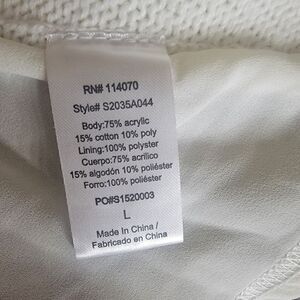 RN# 114070
Style# S2035A044
Body:75% acrylic
15% cotton 10% poly
Lining:100% polyster
Cuerpo:75% acrilico
15% algodón 10% poliéster
Forro:100% poliéster
PO#S1520003
L
Made In China /
Fabricado en China